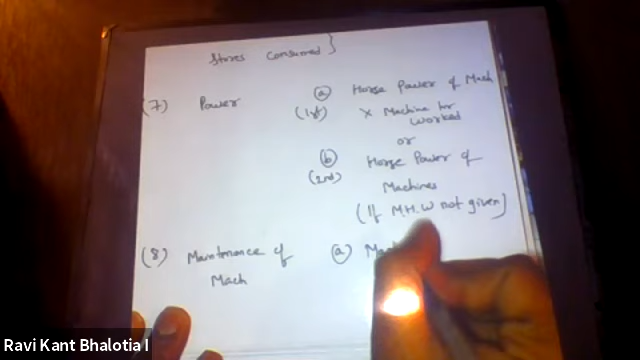 Stores Consumed }
(7) Power (a) Horse Power of Mach
(1st) x Machine hr
worked
or
(b) Horse Power of
(2nd) Machines
(If M.H.W not given)
(8) Maintenance of (a)
Mach
Ravi Kant Bhalotia I